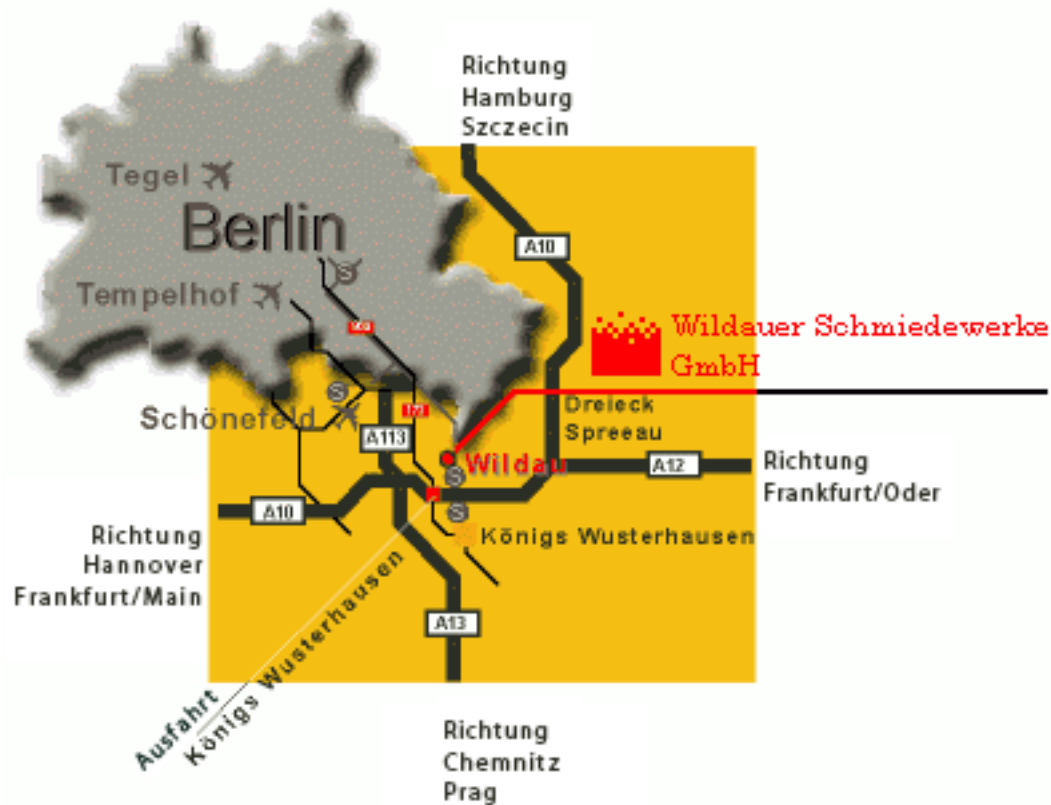 Richtung
Hamburg
Szczecin
Tegel
Berlin
A10
Tempelhof
Wildauer Schmiedewerke
GmbH
Dreieck
Spreeau
Schönefeld
A113
Wildau
A12
Richtung
Frankfurt/Oder
A10
Richtung
Hannover
Frankfurt/Main
Königs Wusterhausen
A13
Ausfahrt
Königs Wusterhausen
Richtung
Chemnitz
Prag
S
S
S
S